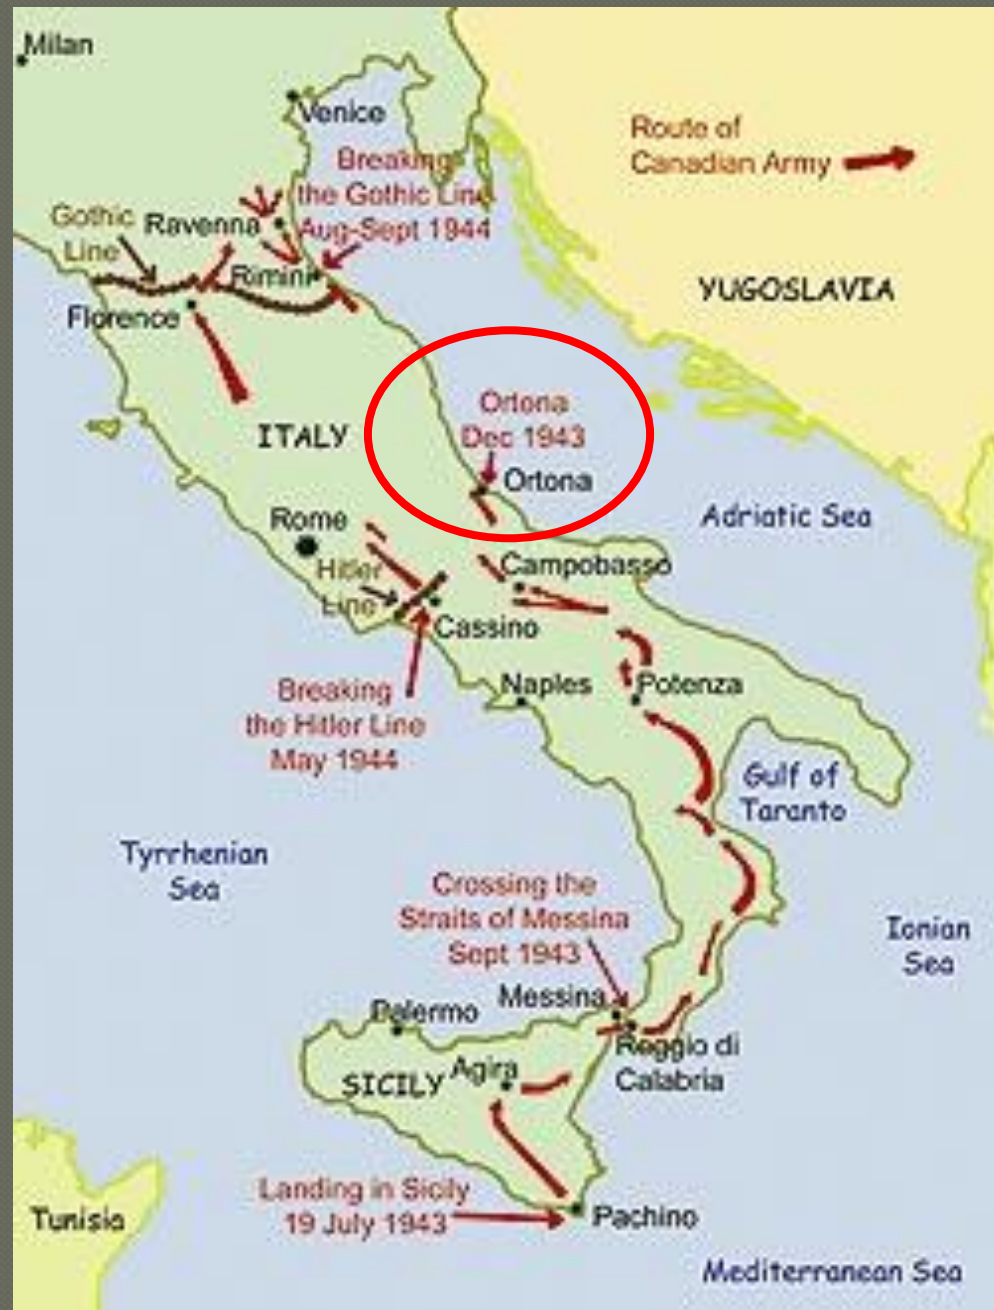 Milan
Venice
Route of
Canadian Army
Breaking
the Gothic Line
Aug-Sept 1944
Gothic
Line
Ravenna
Rimini
Florence
YUGOSLAVIA
ITALY
Ortona
Dec 1943
Ortona
Adriatic Sea
Rome
Hitler
Line
Campobasso
Cassino
Breaking
the Hitler Line
May 1944
Naples
Potenza
Gulf of
Taranto
Tyrrhenian
Sea
Crossing the
Straits of Messina
Sept 1943
Ionian
Sea
Messina
Palermo
Reggio di
Calabria
SICILY
Agira
Landing in Sicily
19 July 1943
Pachino
Tunisia
Mediterranean Sea